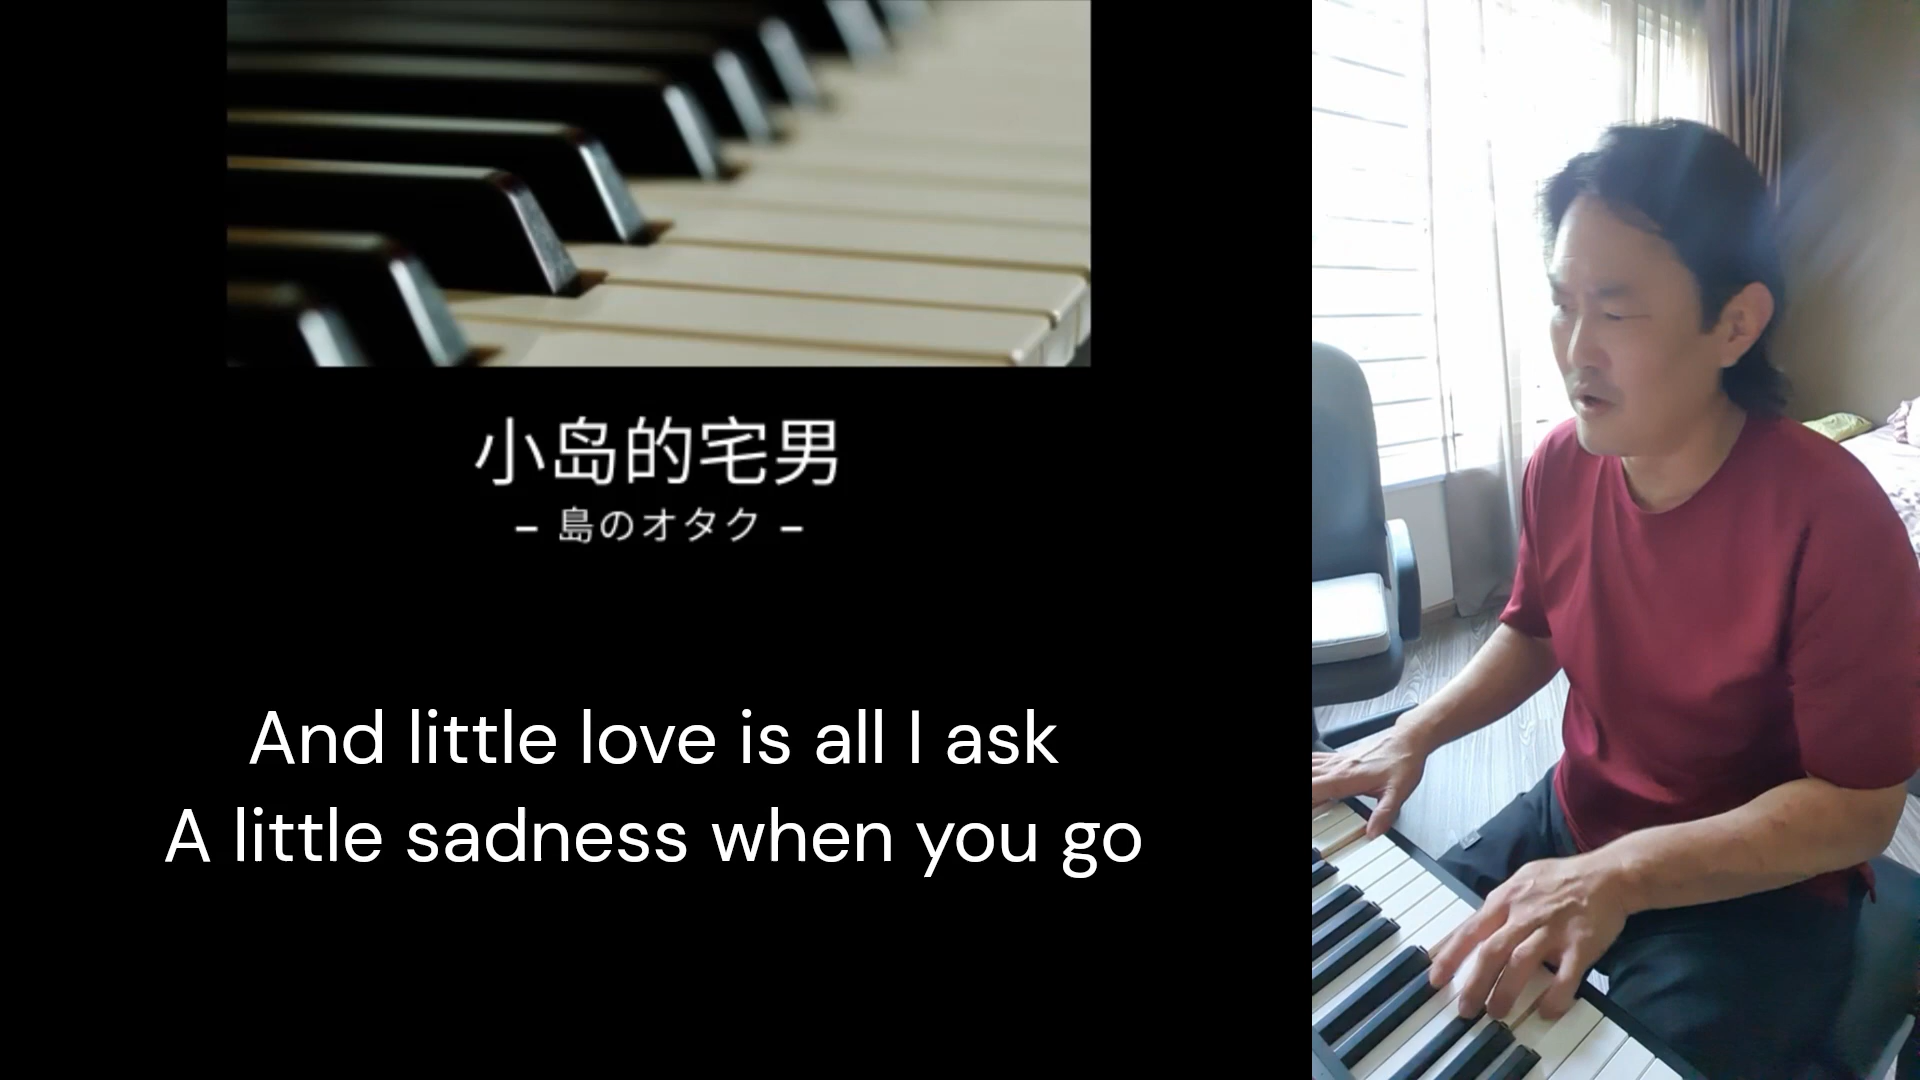 小岛的宅男
– 島のオタク –
And little love is all I ask
A little sadness when you go